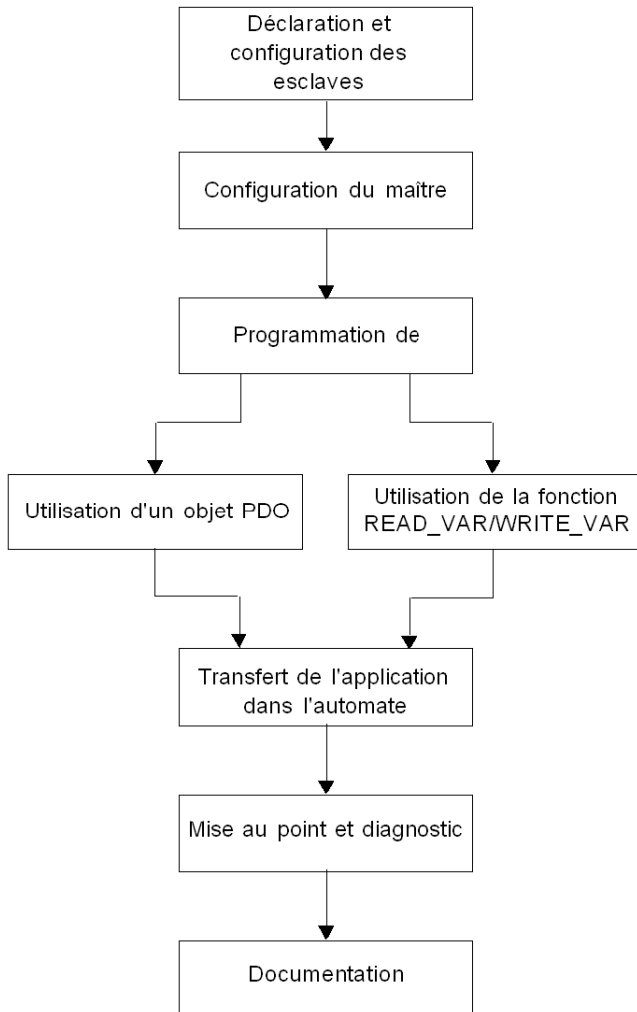 Déclaration et
configuration des
esclaves
Configuration du maître
Programmation de
Utilisation d'un objet PDO
Utilisation de la fonction
READ_VAR/WRITE_VAR
Transfert de l'application
dans l'automate
Mise au point et diagnostic
Documentation